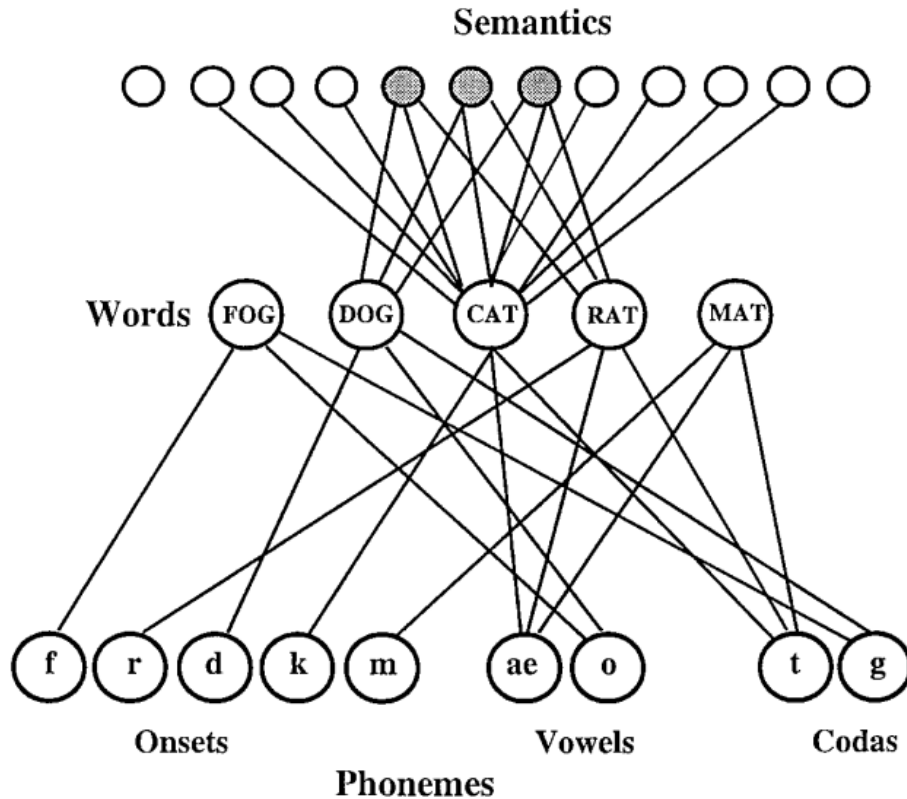 Semantics
Words FOG DOG CAT RAT MAT
f r d k m ae o t g
Onsets Vowels Codas
Phonemes